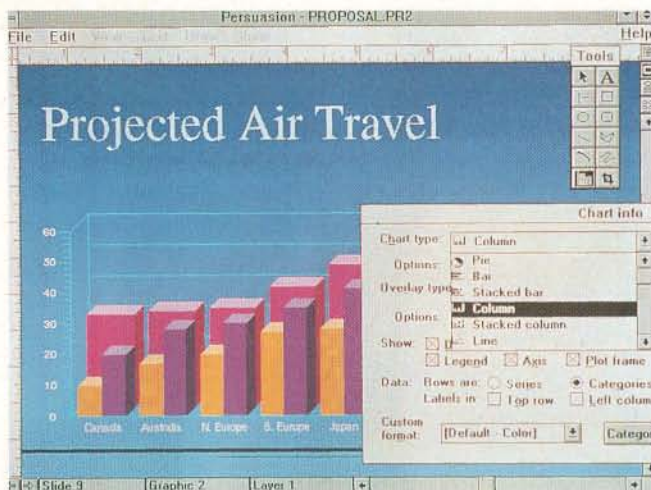 Persuasion - PROPOSAL.PR2
File Edit Help
Tools
A
Projected Air Travel
60
50
40
30
20
10
0
Canada Australia N. Europe S. Europe Japan
Chart info
Chart type: Column
Options: Pie
Bar
Overlay type: Stacked bar
Column
Options: Stacked column
Line
Show:
Legend Axis Plot frame
Data: Rows are: Series Categories
Labels in Top row Left colum
Custom format: [Default - Color] Categor
Slide 9 Graphic 2 Layer 1